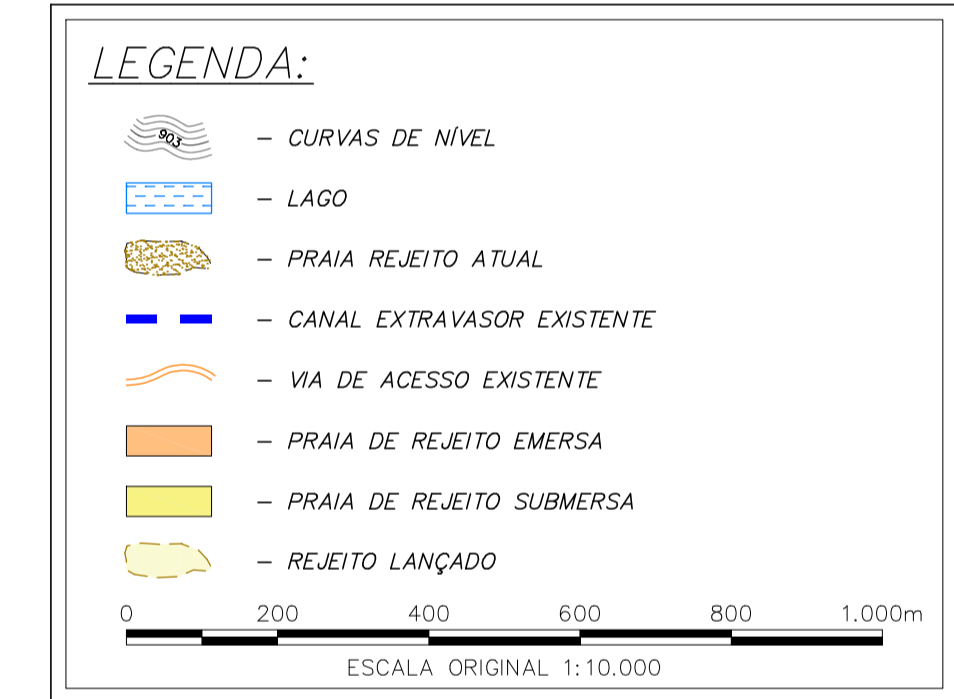 LEGENDA:
903 – CURVAS DE NÍVEL
– LAGO
– PRAIA REJEITO ATUAL
– CANAL EXTRAVASOR EXISTENTE
– VIA DE ACESSO EXISTENTE
– PRAIA DE REJEITO EMERSA
– PRAIA DE REJEITO SUBMERSA
– REJEITO LANÇADO
0 200 400 600 800 1.000m
ESCALA ORIGINAL 1:10.000